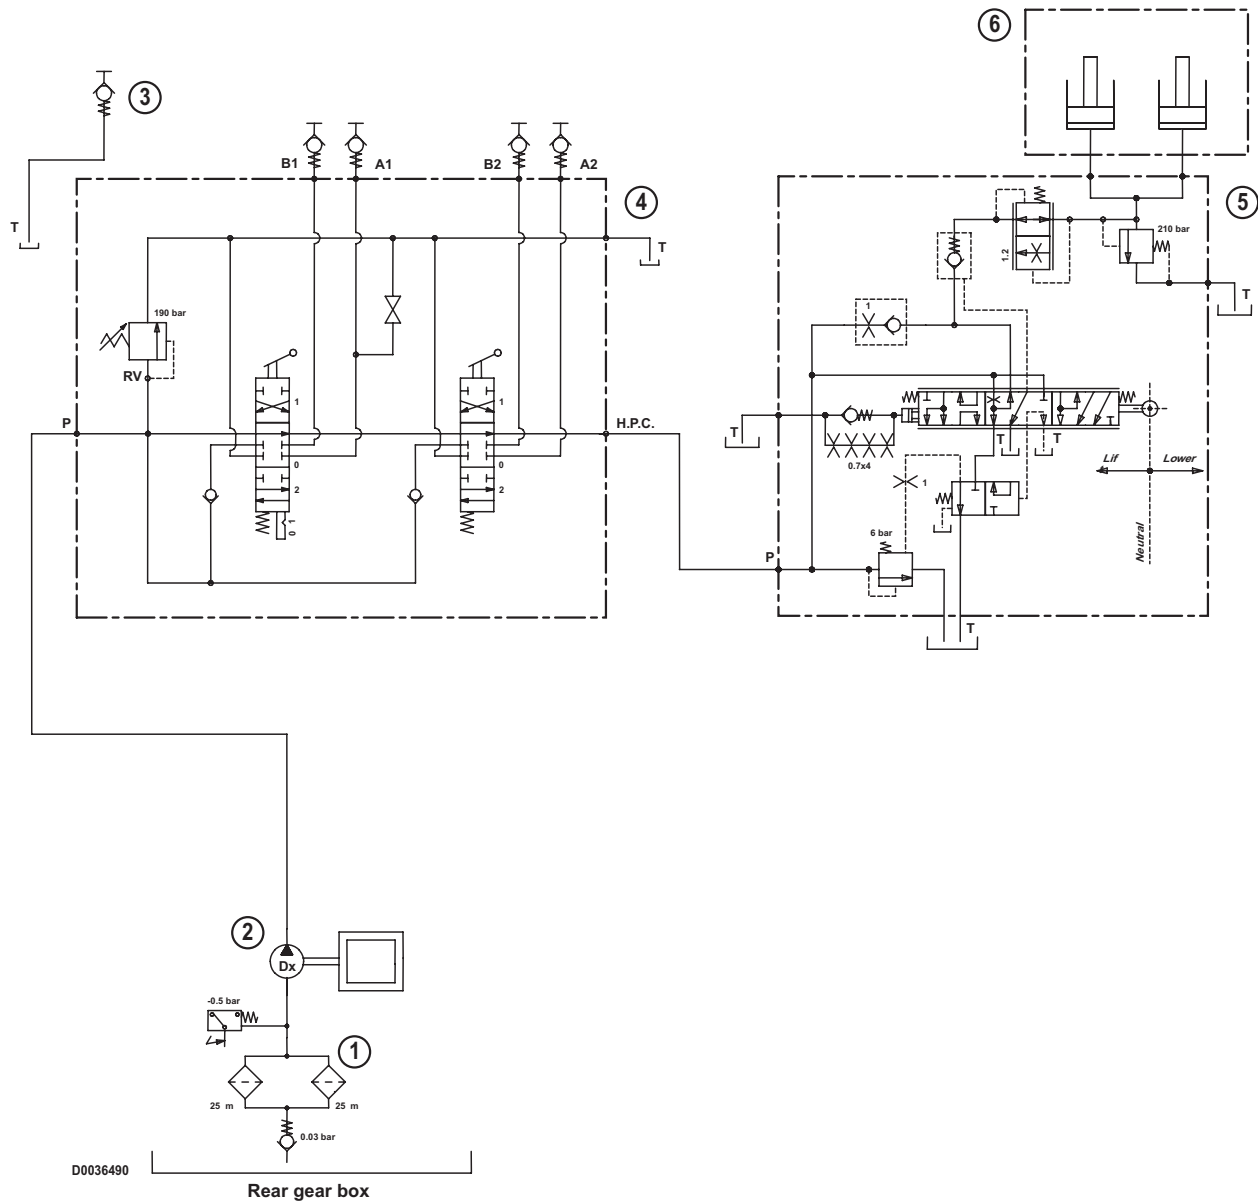 6
3
B1
A1
B2
A2
4
5
T
T
210 bar
1.2
T
190 bar
1
RV
1
1
P
H.P.C.
T
0
0
0.7x4
T
T
T
Lif
Lower
2
2
1
0 1
6 bar
Neutral
P
T
2
Dx
-0.5 bar
1
25 m
25 m
0.03 bar
D0036490
Rear gear box